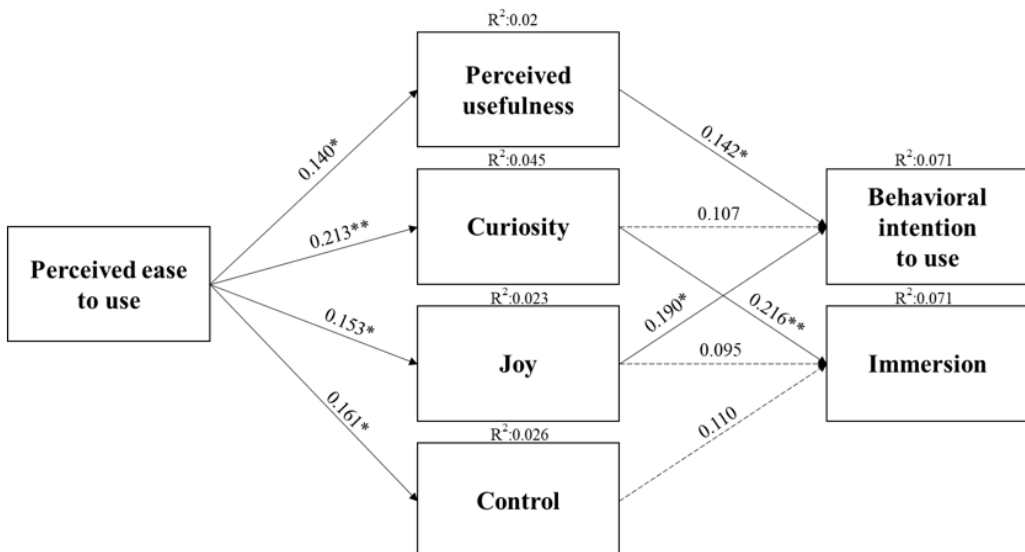 R²:0.02
Perceived
usefulness
0.140*
0.142*
R²:0.045
R²:0.071
Curiosity
Behavioral
intention
to use
0.213**
0.107
Perceived ease
to use
R²:0.023
R²:0.071
0.153*
0.190*
0.216**
Joy
0.095
Immersion
0.161*
0.110
R²:0.026
Control